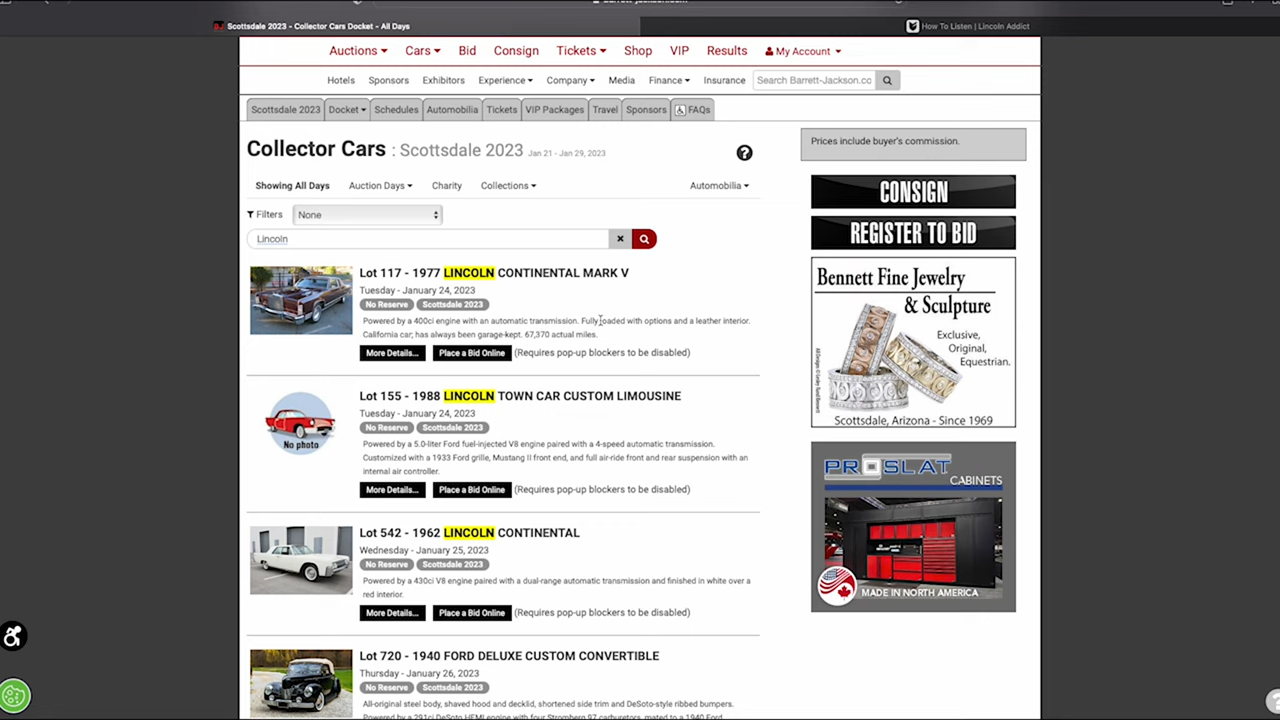 Scottsdale 2023 - Collector Cars Docket - All Days
How To Listen | Lincoln Addict
Auctions Cars Bid Consign Tickets Shop VIP Results My Account
Hotels Sponsors Exhibitors Experience Company Media Finance Insurance Search Barrett-Jackson.co
Scottsdale 2023 Docket Schedules Automobilia Tickets VIP Packages Travel Sponsors FAQs
Collector Cars : Scottsdale 2023 Jan 21 - Jan 29, 2023
?
Showing All Days Auction Days Charity Collections Automobilia
Filters None
Lincoln
Lot 117 - 1977 LINCOLN CONTINENTAL MARK V
Tuesday - January 24, 2023
No Reserve Scottsdale 2023
Powered by a 400ci engine with an automatic transmission. Fully loaded with options and a leather interior.
California car; has always been garage-kept. 67,370 actual miles.
More Details... Place a Bid Online (Requires pop-up blockers to be disabled)
No photo
Lot 155 - 1988 LINCOLN TOWN CAR CUSTOM LIMOUSINE
Tuesday - January 24, 2023
No Reserve Scottsdale 2023
Powered by a 5.0-liter Ford fuel-injected V8 engine paired with a 4-speed automatic transmission.
Customized with a 1933 Ford grille, Mustang II front end, and full air-ride front and rear suspension with an
internal air controller.
More Details... Place a Bid Online (Requires pop-up blockers to be disabled)
Lot 542 - 1962 LINCOLN CONTINENTAL
Wednesday - January 25, 2023
No Reserve Scottsdale 2023
Powered by a 430ci V8 engine paired with a dual-range automatic transmission and finished in white over a
red interior.
More Details... Place a Bid Online (Requires pop-up blockers to be disabled)
Lot 720 - 1940 FORD DELUXE CUSTOM CONVERTIBLE
Thursday - January 26, 2023
No Reserve Scottsdale 2023
All-original steel body, shaved hood and decklid, shortened side trim and DeSoto-style ribbed bumpers.
Powered by a 291ci DeSoto HEMI engine with four Stromberg 97 carburetors, mated to a 1940 Ford
Prices include buyer's commission.
CONSIGN
REGISTER TO BID
Bennett Fine Jewelry
& Sculpture
Exclusive,
Original,
Equestrian.
Scottsdale, Arizona - Since 1969
PROSLAT
CABINETS
MADE IN NORTH AMERICA